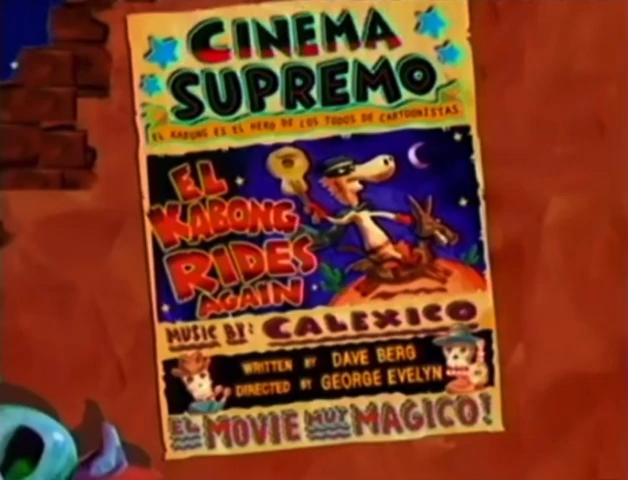 CINEMA
SUPREMO
EL KABONG ES EL HERO DE LOS TODOS DE CARTOONISTAS
EL
KABONG
RIDES
AGAIN
MUSIC BY: CALEXICO
WRITTEN BY DAVE BERG
DIRECTED BY GEORGE EVELYN
EL MOVIE MUY MAGICO!